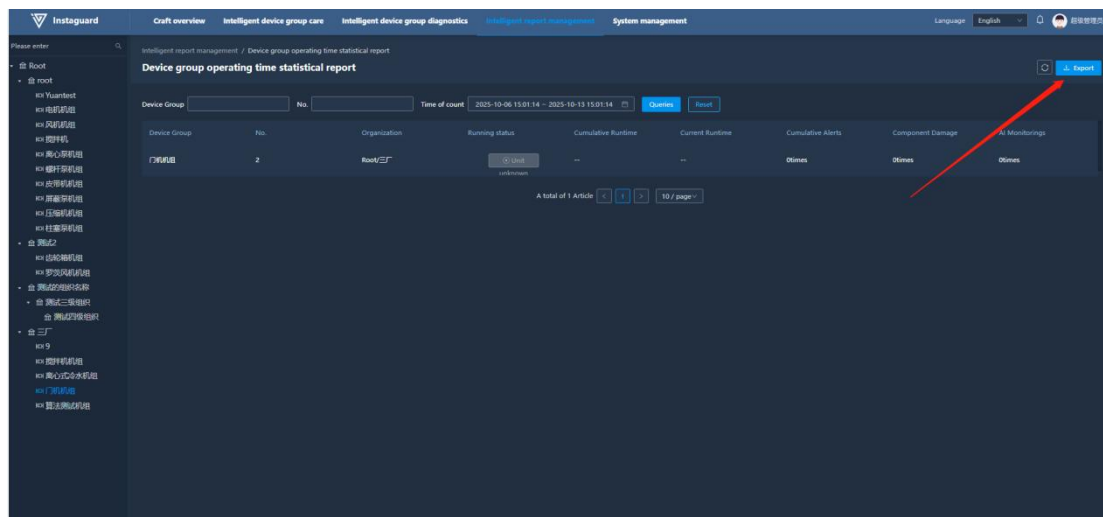 Instaguard
Craft overview Intelligent device group care Intelligent device group diagnostics Intelligent report management System management
Language English 超级管理员
Please enter
Root
root
Yuantest
电机机组
风机机组
搅拌机
离心泵机组
螺杆泵机组
皮带机机组
屏蔽泵机组
压缩机机组
柱塞泵机组
测试2
齿轮箱机组
罗茨风机机组
测试的组织名称
测试三级组织
测试四级组织
三厂
9
搅拌机机组
离心式冷水机组
门机机组
算法测试机组
Intelligent report management / Device group operating time statistical report
Device group operating time statistical report
Export
Device Group No. Time of count 2025-10-06 15:01:14 ~ 2025-10-13 15:01:14 Queries Reset
Device Group No. Organization Running status Cumulative Runtime Current Runtime Cumulative Alerts Component Damage AI Monitorings
门机机组 2 Root/三厂 Unit unknown -- -- 0times 0times 0times
A total of 1 Article < 1 > 10 / page